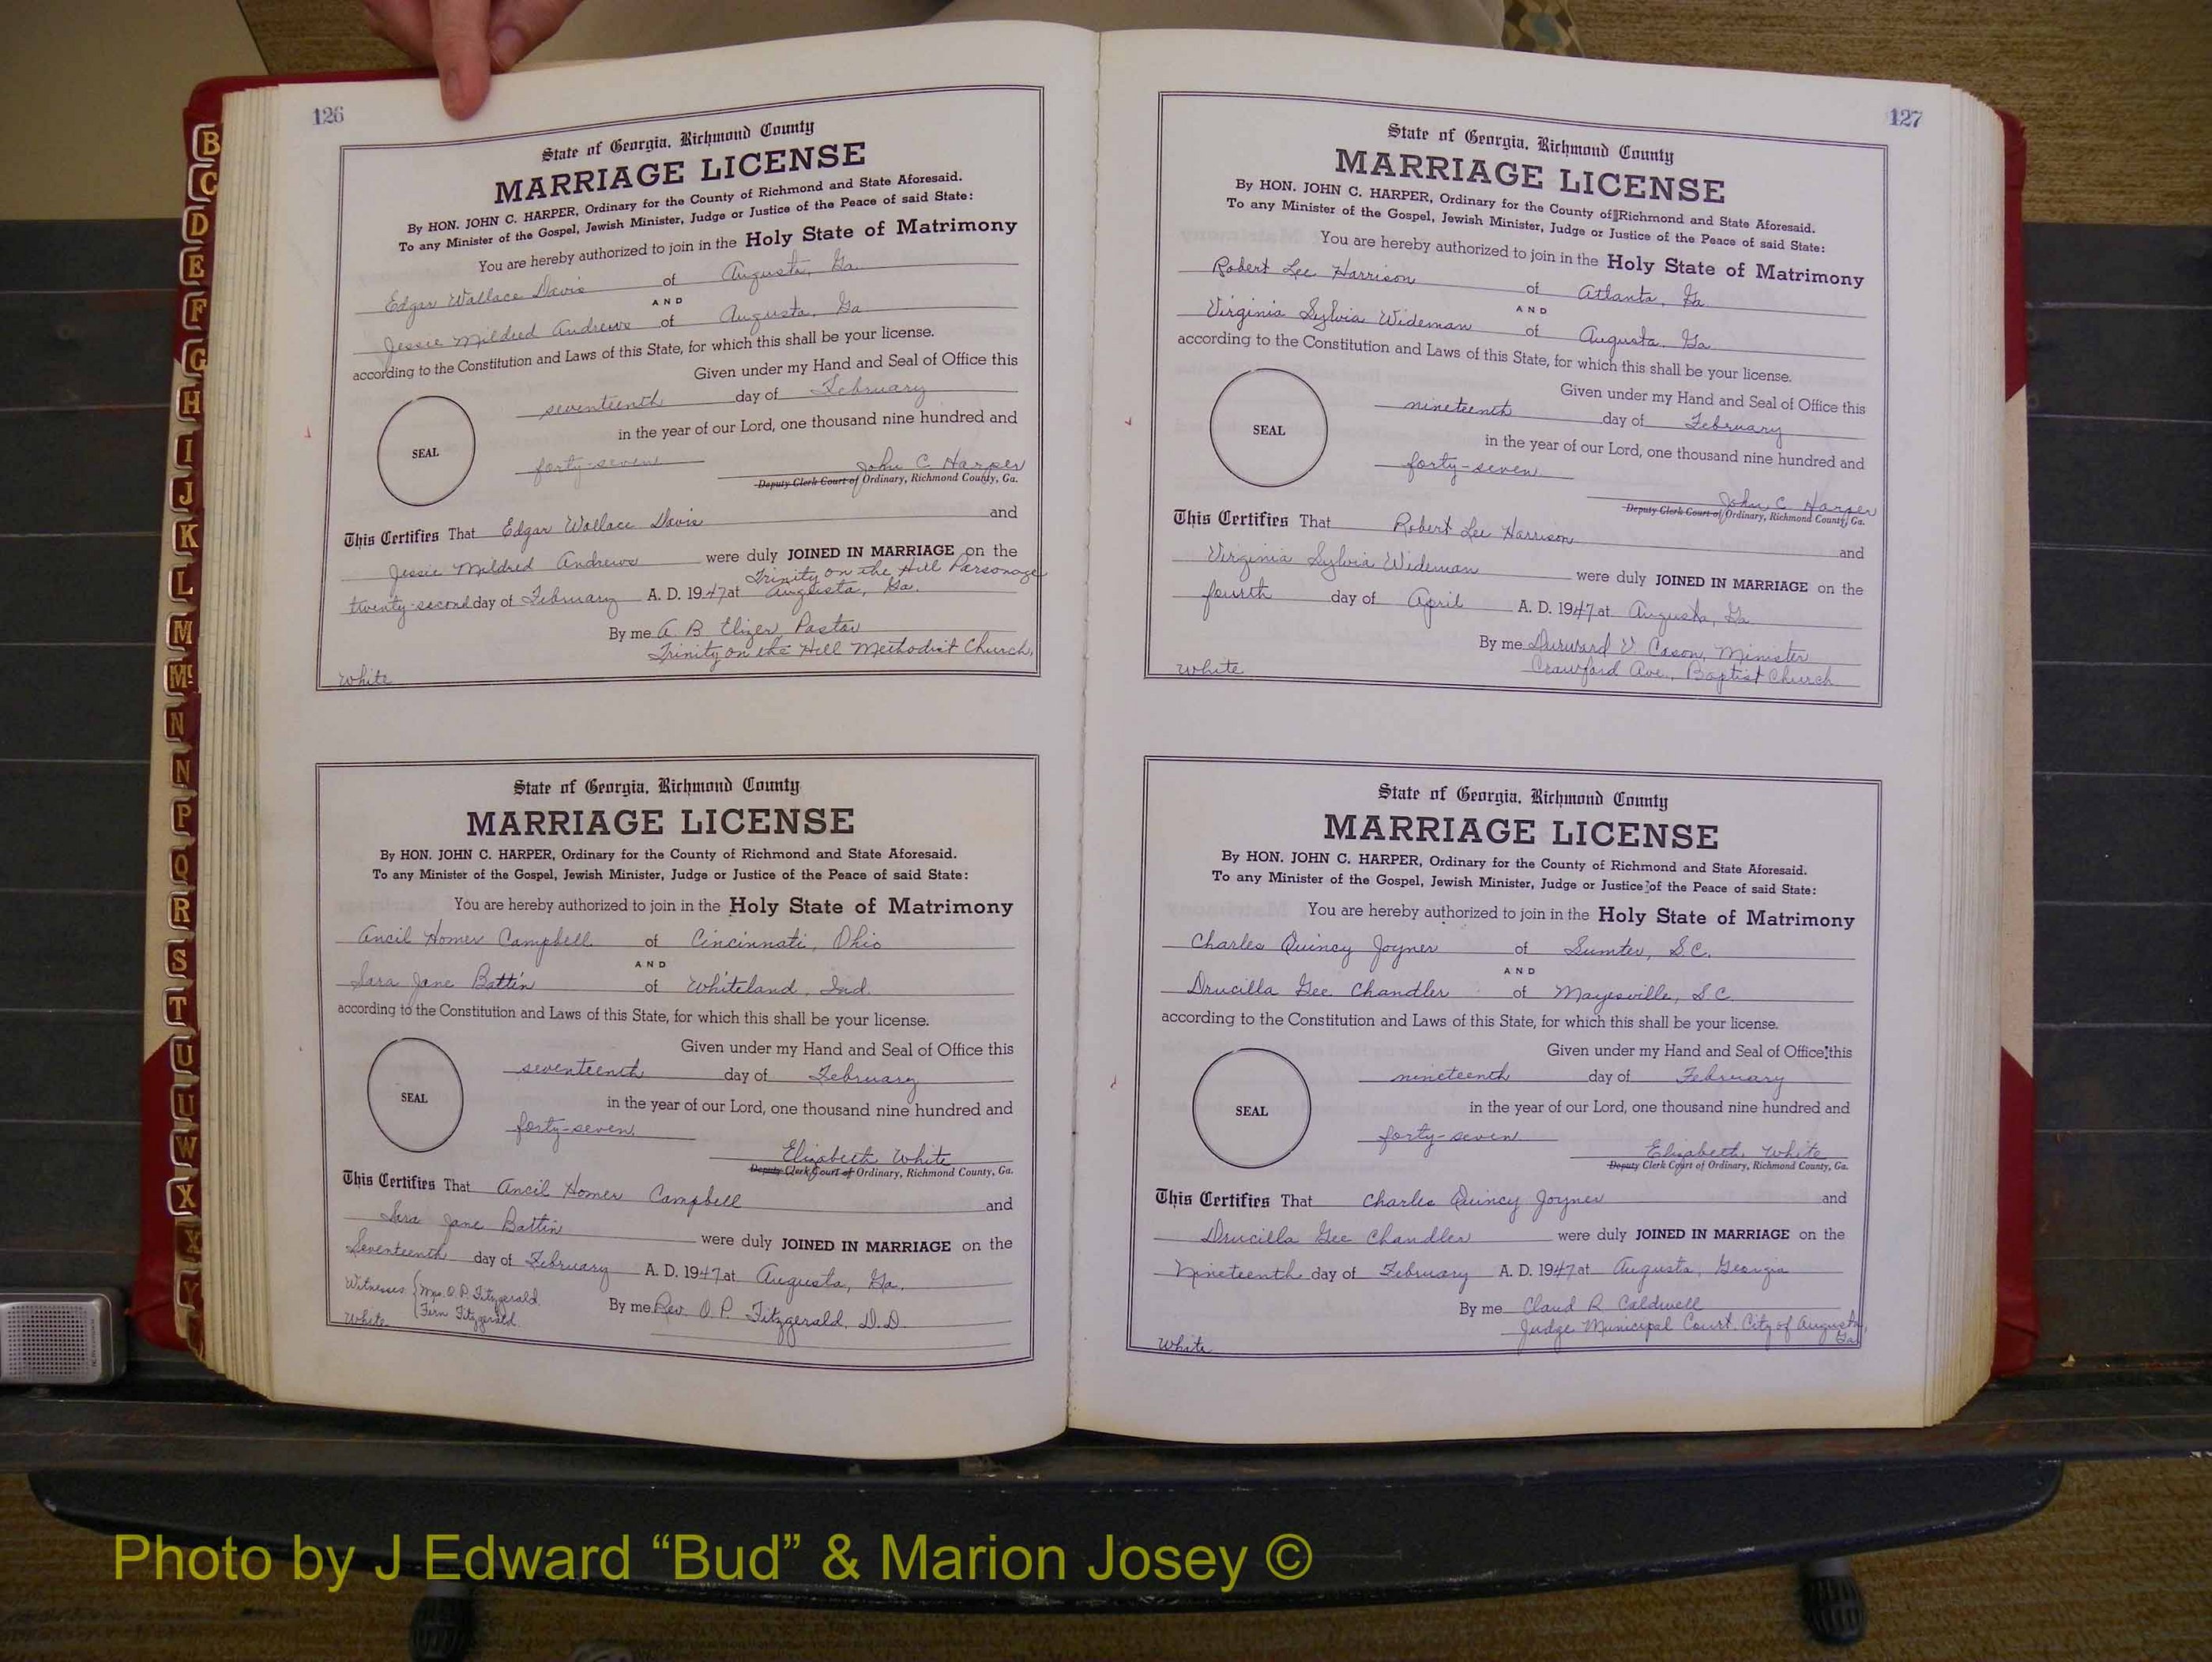 126
State of Georgia, Richmond County
MARRIAGE LICENSE
By HON. JOHN C. HARPER, Ordinary for the County of Richmond and State Aforesaid.
To any Minister of the Gospel, Jewish Minister, Judge or Justice of the Peace of said State:
You are hereby authorized to join in the Holy State of Matrimony
Edgar Wallace Davis of Augusta, Ga.
AND
Jessie Mildred Andrews of Augusta, Ga.
according to the Constitution and Laws of this State, for which this shall be your license.
Given under my Hand and Seal of Office this
seventeenth day of February
in the year of our Lord, one thousand nine hundred and
SEAL
forty-seven John C Harper
Deputy Clerk Court of Ordinary, Richmond County, Ga.
This Certifies That Edgar Wallace Davis and
Jessie Mildred Andrews were duly JOINED IN MARRIAGE on the
Trinity on the Hill Parsonage
twenty-second day of February A. D. 1947 at Augusta, Ga.
By me A. B. Elizer, Pastor
Trinity on the Hill Methodist Church,
White
State of Georgia, Richmond County
MARRIAGE LICENSE
By HON. JOHN C. HARPER, Ordinary for the County of Richmond and State Aforesaid.
To any Minister of the Gospel, Jewish Minister, Judge or Justice of the Peace of said State:
You are hereby authorized to join in the Holy State of Matrimony
Ancil Homer Campbell of Cincinnati, Ohio
AND
Sara Jane Battin of Whiteland, Ind.
according to the Constitution and Laws of this State, for which this shall be your license.
Given under my Hand and Seal of Office this
seventeenth day of February
SEAL
in the year of our Lord, one thousand nine hundred and
forty-seven Elizabeth White
Deputy Clerk Court of Ordinary, Richmond County, Ga.
This Certifies That Ancil Homer Campbell and
Sara Jane Battin were duly JOINED IN MARRIAGE on the
Seventeenth day of February A. D. 1947 at Augusta, Ga.
Witnesses { Mrs. O. P. Fitzgerald
Fern Fitzgerald
By me Rev. O. P. Fitzgerald, D.D.
White
127
State of Georgia, Richmond County
MARRIAGE LICENSE
By HON. JOHN C. HARPER, Ordinary for the County of Richmond and State Aforesaid.
To any Minister of the Gospel, Jewish Minister, Judge or Justice of the Peace of said State:
You are hereby authorized to join in the Holy State of Matrimony
Robert Lee Harrison of Atlanta, Ga.
AND
Virginia Sylvia Wideman of Augusta, Ga.
according to the Constitution and Laws of this State, for which this shall be your license.
Given under my Hand and Seal of Office this
nineteenth day of February
SEAL
in the year of our Lord, one thousand nine hundred and
forty-seven John C Harper
Deputy Clerk Court of Ordinary, Richmond County, Ga.
This Certifies That Robert Lee Harrison and
Virginia Sylvia Wideman were duly JOINED IN MARRIAGE on the
fourth day of April A. D. 1947 at Augusta, Ga.
By me Durward V. Cason, Minister
Crawford Ave., Baptist Church
White
State of Georgia, Richmond County
MARRIAGE LICENSE
By HON. JOHN C. HARPER, Ordinary for the County of Richmond and State Aforesaid.
To any Minister of the Gospel, Jewish Minister, Judge or Justice of the Peace of said State:
You are hereby authorized to join in the Holy State of Matrimony
Charles Quincy Joyner of Sumter, S.C.
AND
Drucilla Gee Chandler of Mayesville, S.C.
according to the Constitution and Laws of this State, for which this shall be your license.
Given under my Hand and Seal of Office this
nineteenth day of February
SEAL
in the year of our Lord, one thousand nine hundred and
forty-seven Elizabeth White
Deputy Clerk Court of Ordinary, Richmond County, Ga.
This Certifies That Charles Quincy Joyner and
Drucilla Gee Chandler were duly JOINED IN MARRIAGE on the
Nineteenth day of February A. D. 1947 at Augusta, Georgia
By me Claud R. Caldwell
Judge Municipal Court, City of Augusta,
Ga.
White
B
C
D
E
F
G
H
I
J
K
L
M
Mc
N
N
P
Q
R
S
T
U
U
W
X
X
Y
Photo by J Edward “Bud” & Marion Josey ©